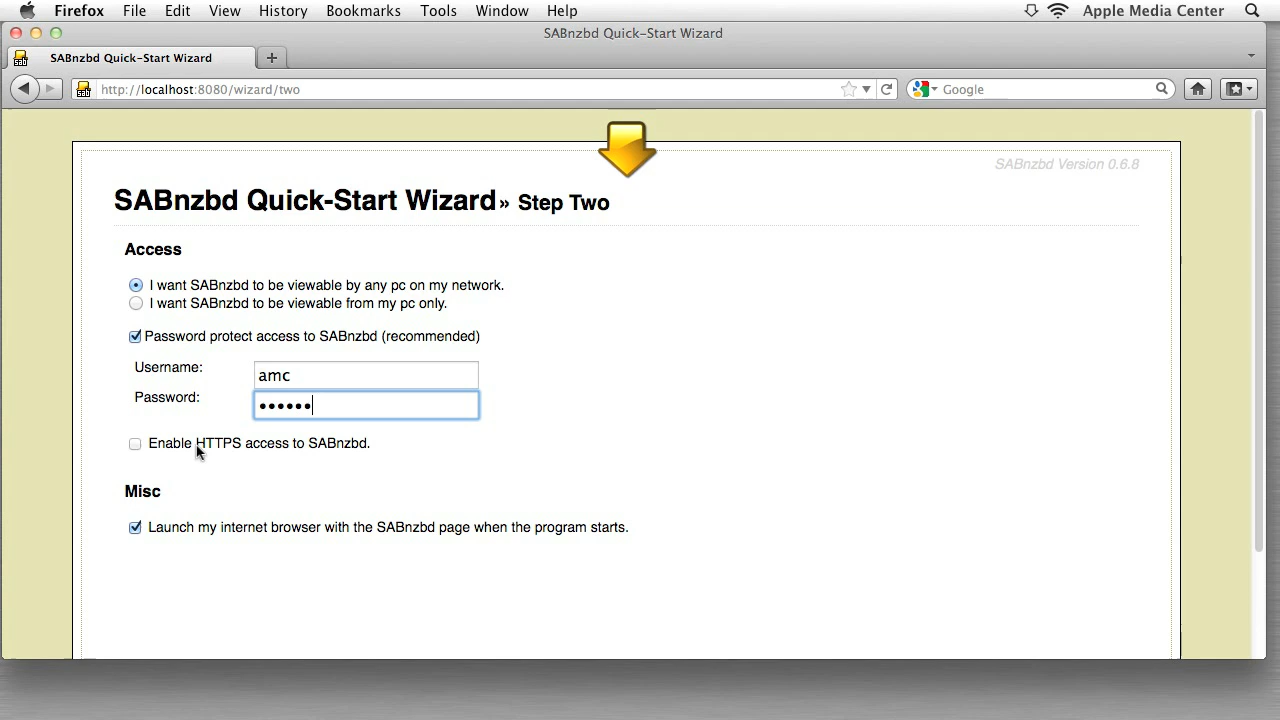 Firefox File Edit View History Bookmarks Tools Window Help Apple Media Center
SABnzbd Quick-Start Wizard
SABnzbd Quick-Start Wizard
http://localhost:8080/wizard/two Google
SABnzbd Version 0.6.8
SABnzbd Quick-Start Wizard» Step Two
Access
I want SABnzbd to be viewable by any pc on my network.
I want SABnzbd to be viewable from my pc only.
Password protect access to SABnzbd (recommended)
Username: amc
Password: ••••••
Enable HTTPS access to SABnzbd.
Misc
Launch my internet browser with the SABnzbd page when the program starts.